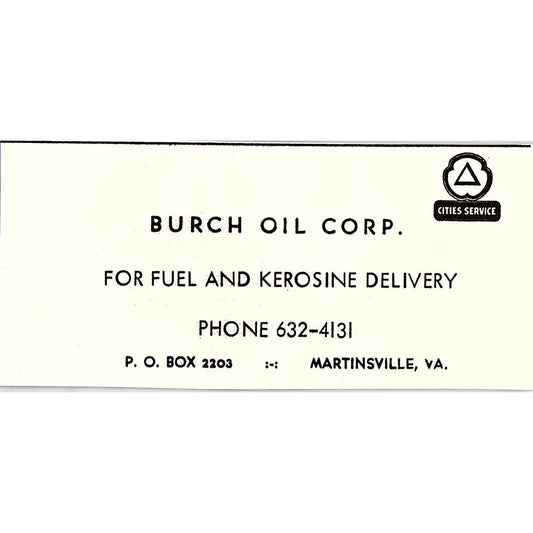 CITIES SERVICE
BURCH OIL CORP.
FOR FUEL AND KEROSINE DELIVERY
PHONE 632-4131
P. O. BOX 2203 :-: MARTINSVILLE, VA.